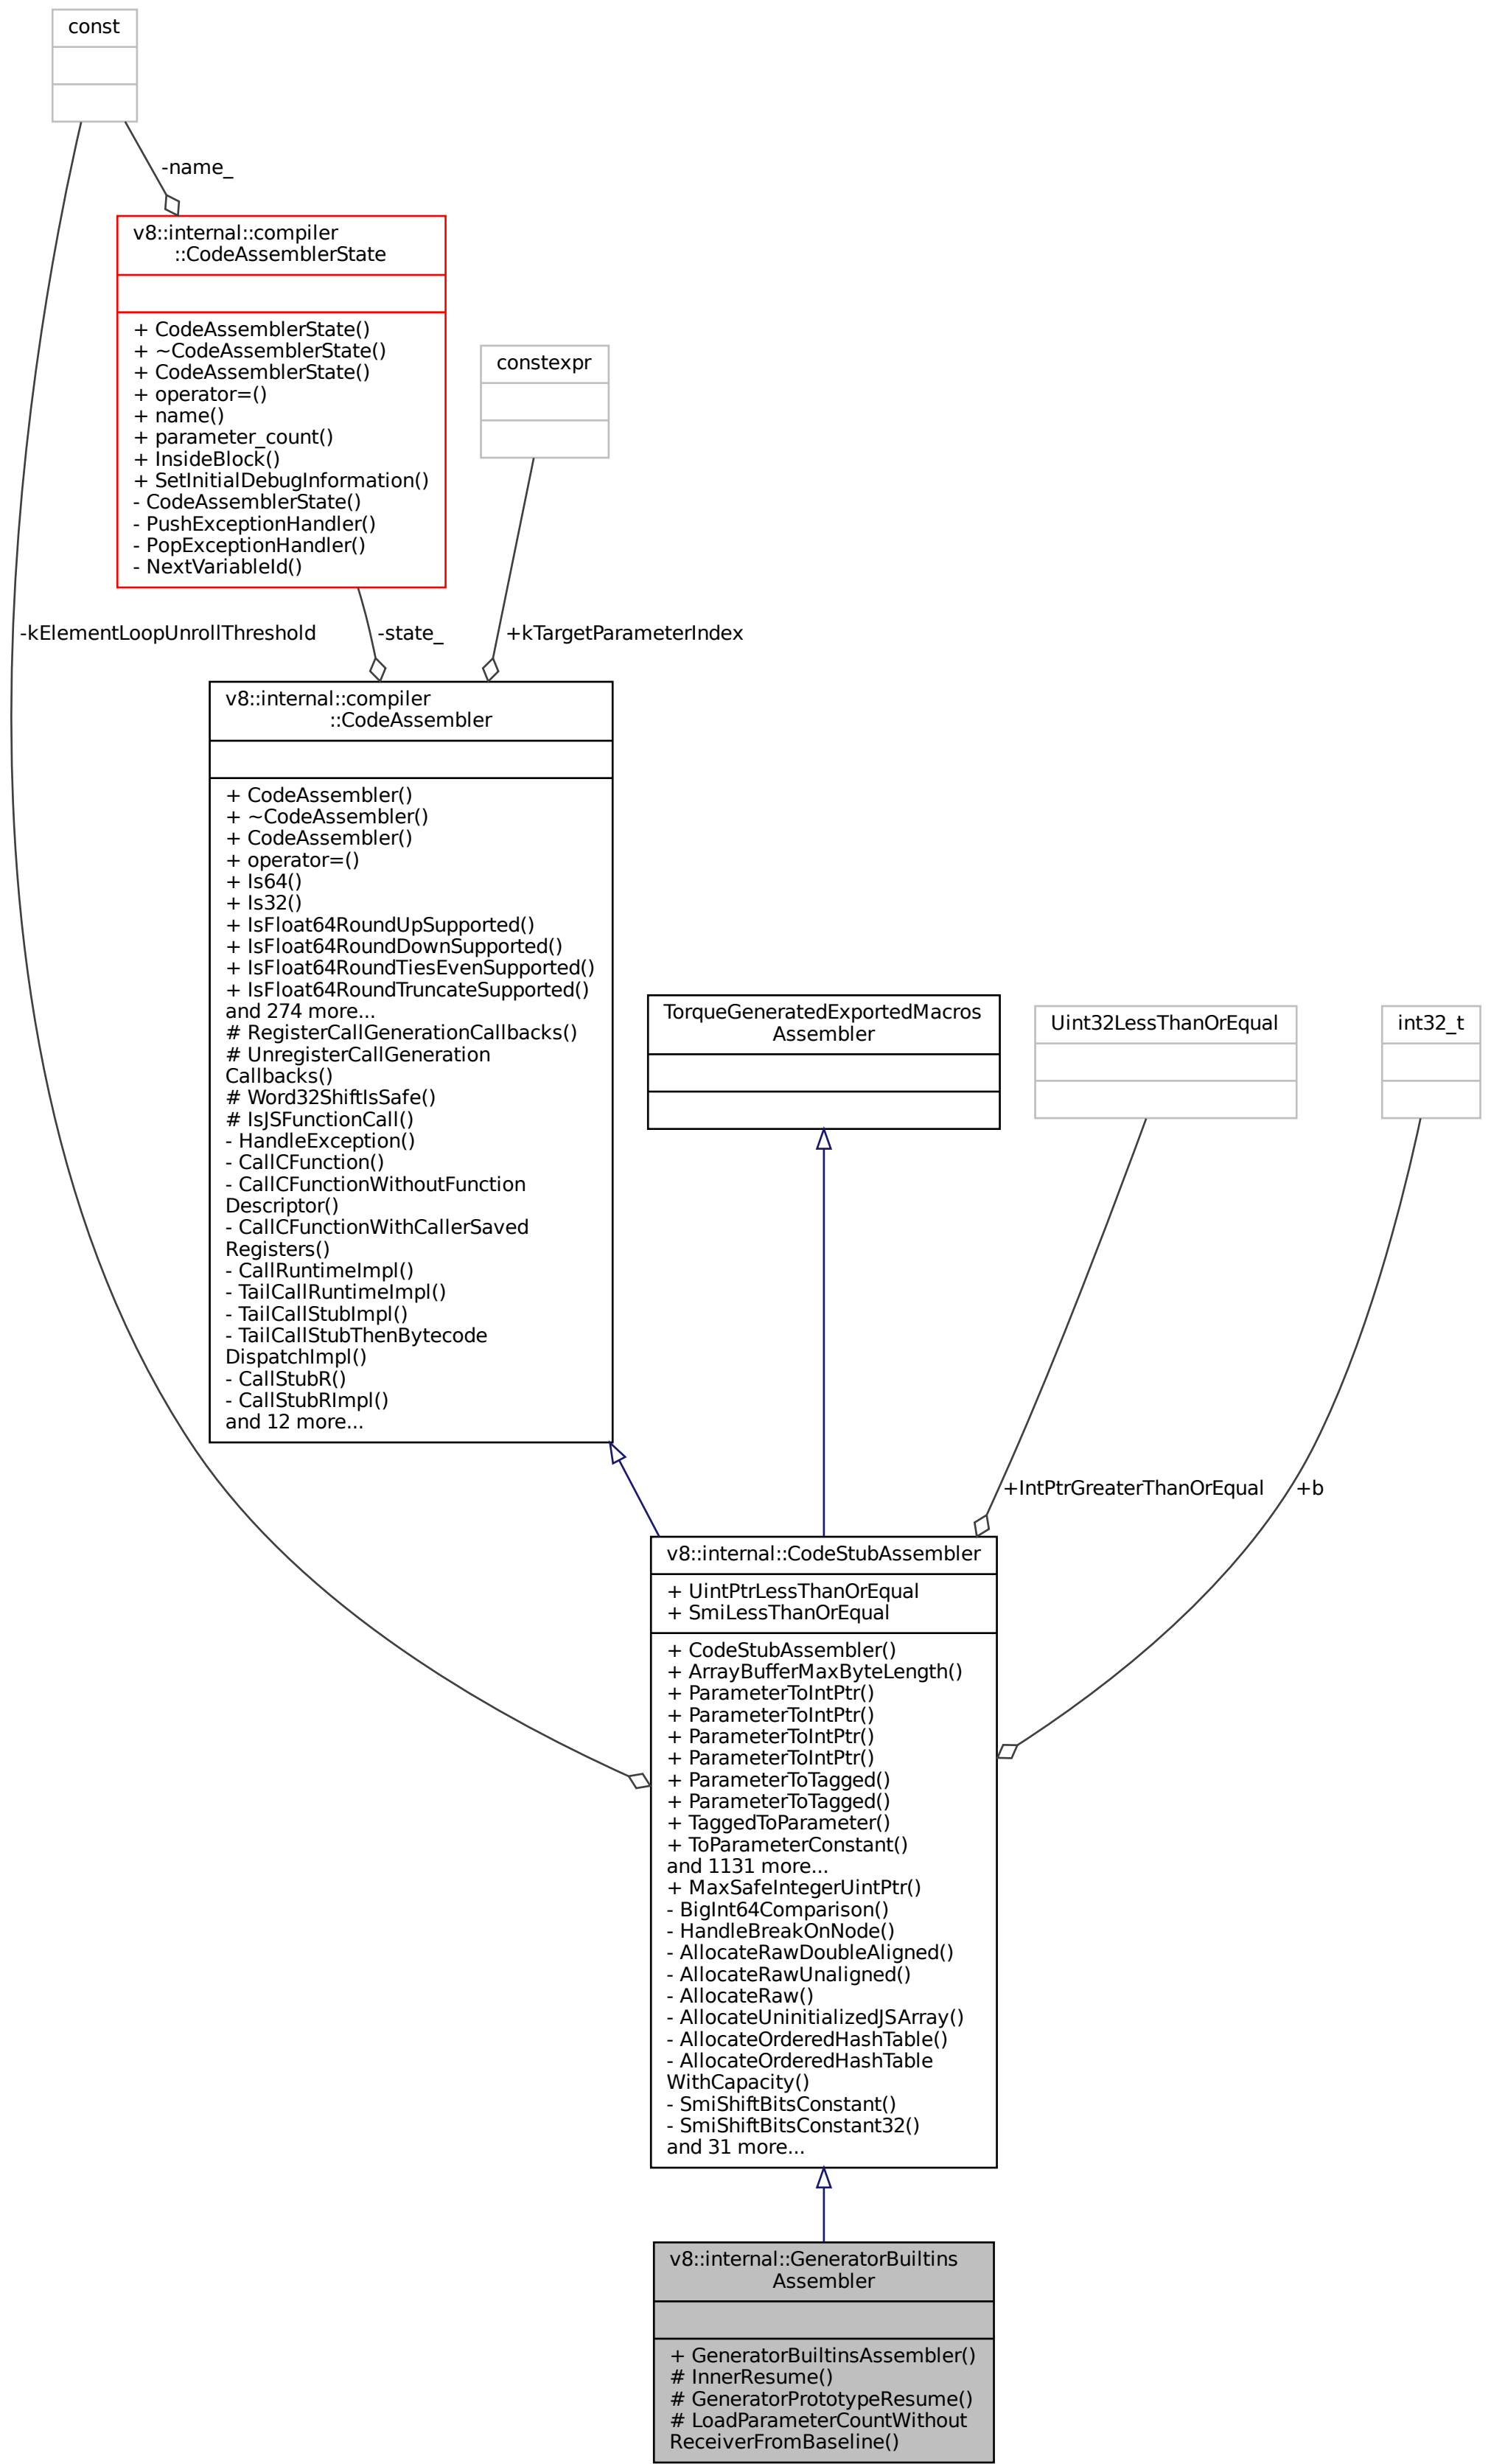 const
-name_
v8::internal::compiler
::CodeAssemblerState
+ CodeAssemblerState()
+ ~CodeAssemblerState()
+ CodeAssemblerState()
+ operator=()
+ name()
+ parameter_count()
+ InsideBlock()
+ SetInitialDebugInformation()
- CodeAssemblerState()
- PushExceptionHandler()
- PopExceptionHandler()
- NextVariableId()
constexpr
-kElementLoopUnrollThreshold
-state_
+kTargetParameterIndex
v8::internal::compiler
::CodeAssembler
+ CodeAssembler()
+ ~CodeAssembler()
+ CodeAssembler()
+ operator=()
+ Is64()
+ Is32()
+ IsFloat64RoundUpSupported()
+ IsFloat64RoundDownSupported()
+ IsFloat64RoundTiesEvenSupported()
+ IsFloat64RoundTruncateSupported()
and 274 more...
# RegisterCallGenerationCallbacks()
# UnregisterCallGeneration
Callbacks()
# Word32ShiftIsSafe()
# IsJSFunctionCall()
- HandleException()
- CallCFunction()
- CallCFunctionWithoutFunction
Descriptor()
- CallCFunctionWithCallerSaved
Registers()
- CallRuntimeImpl()
- TailCallRuntimeImpl()
- TailCallStubImpl()
- TailCallStubThenBytecode
DispatchImpl()
- CallStubR()
- CallStubRImpl()
and 12 more...
TorqueGeneratedExportedMacros
Assembler
Uint32LessThanOrEqual
int32_t
+IntPtrGreaterThanOrEqual
+b
v8::internal::CodeStubAssembler
+ UintPtrLessThanOrEqual
+ SmiLessThanOrEqual
+ CodeStubAssembler()
+ ArrayBufferMaxByteLength()
+ ParameterToIntPtr()
+ ParameterToIntPtr()
+ ParameterToIntPtr()
+ ParameterToIntPtr()
+ ParameterToTagged()
+ ParameterToTagged()
+ TaggedToParameter()
+ ToParameterConstant()
and 1131 more...
+ MaxSafeIntegerUintPtr()
- BigInt64Comparison()
- HandleBreakOnNode()
- AllocateRawDoubleAligned()
- AllocateRawUnaligned()
- AllocateRaw()
- AllocateUninitializedJSArray()
- AllocateOrderedHashTable()
- AllocateOrderedHashTable
WithCapacity()
- SmiShiftBitsConstant()
- SmiShiftBitsConstant32()
and 31 more...
v8::internal::GeneratorBuiltins
Assembler
+ GeneratorBuiltinsAssembler()
# InnerResume()
# GeneratorPrototypeResume()
# LoadParameterCountWithout
ReceiverFromBaseline()